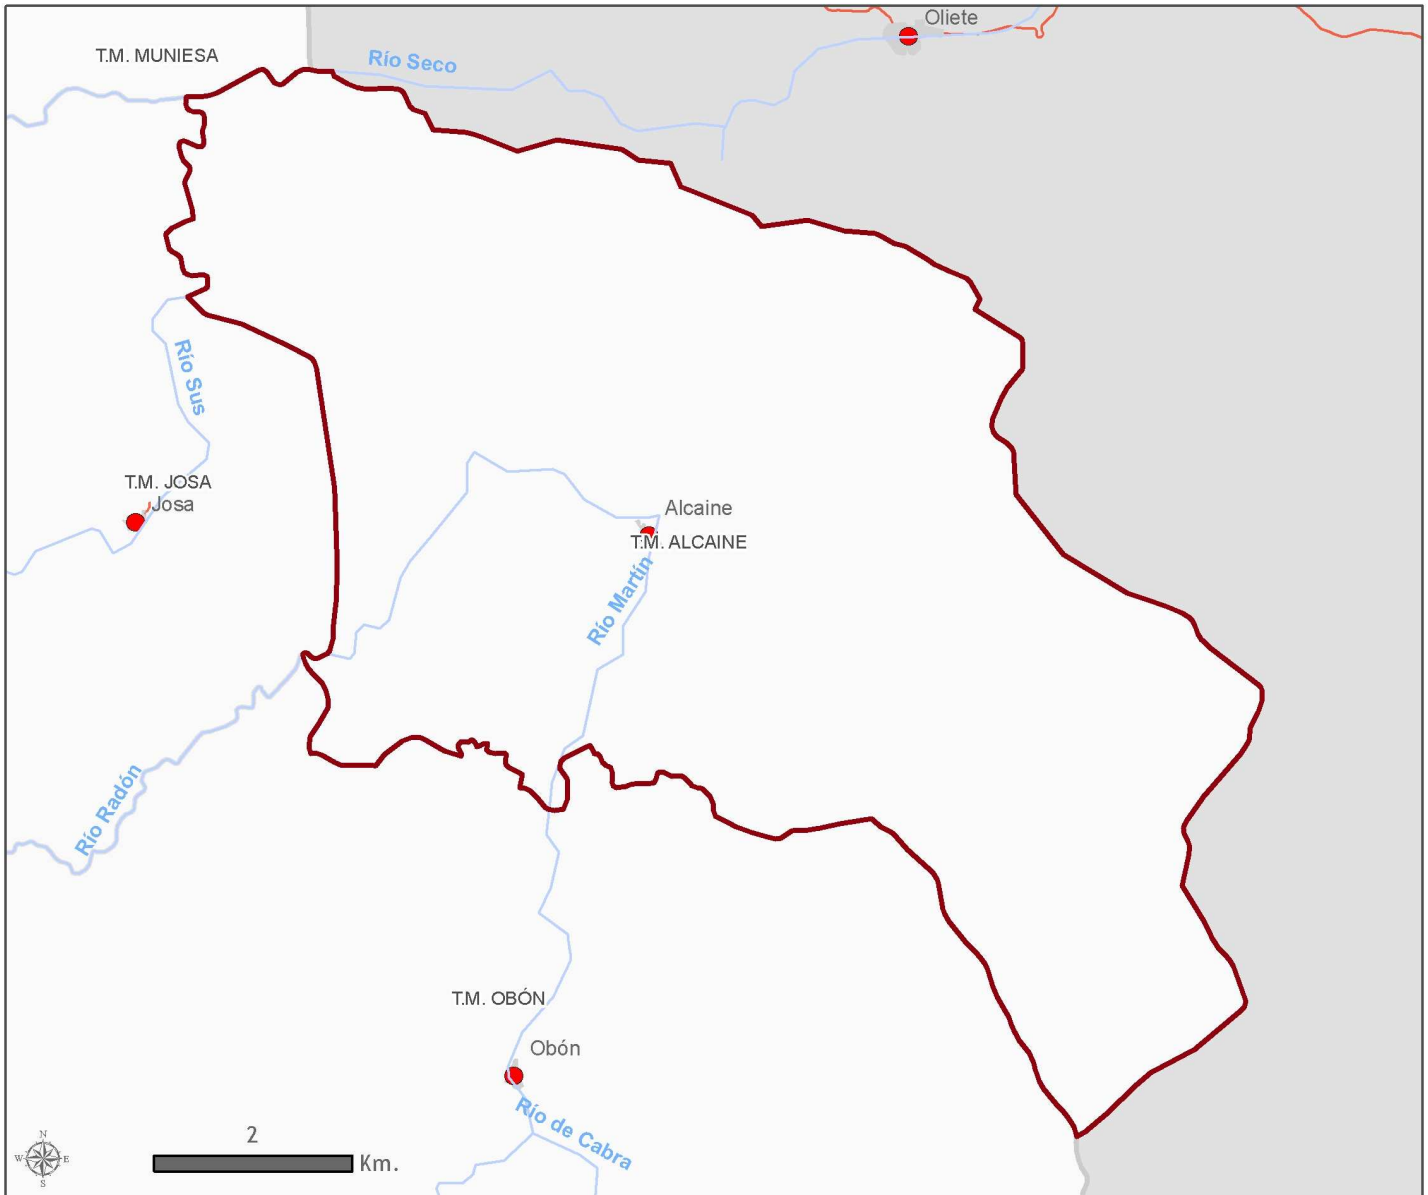 Oliete
T.M. MUNIESA
Río Seco
Río Sus
T.M. JOSA
Josa
Alcaine
T.M. ALCAINE
Río Martín
Río Radón
T.M. OBÓN
Obón
Río de Cabra
N
W E
S
2
Km.